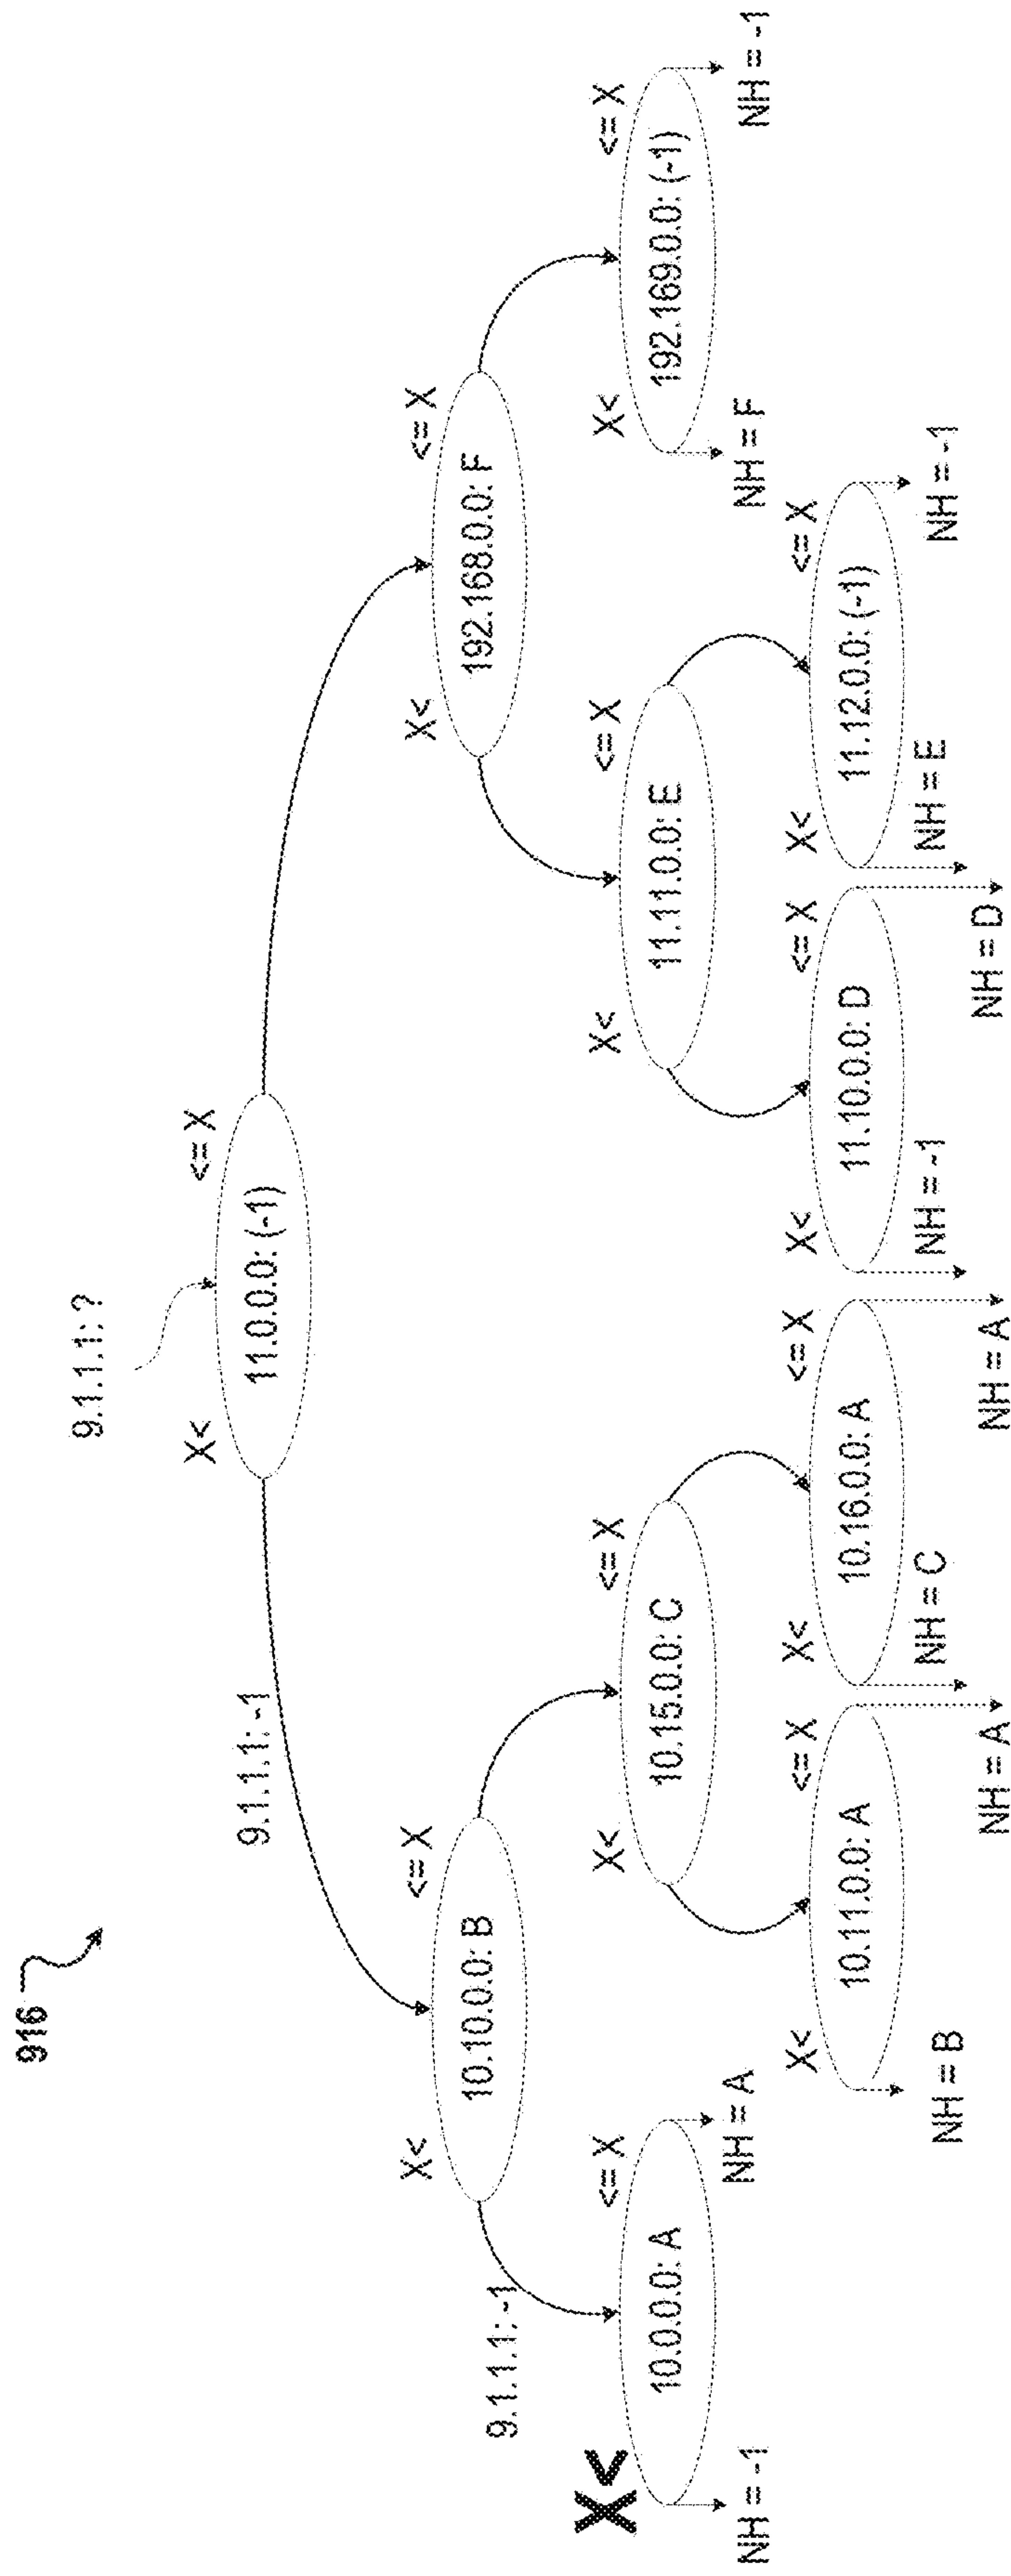 916
9.1.1.1: ?
X<
<= X
11.0.0.0: (-1)
9.1.1.1: -1
X<
<= X
10.10.0.0: B
X<
<= X
192.168.0.0: F
9.1.1.1: -1
X<
<= X
10.0.0.0: A
NH = -1
NH = A
X<
<= X
10.15.0.0: C
X<
<= X
11.11.0.0: E
X<
<= X
192.169.0.0: (-1)
NH = F
NH = -1
X<
<= X
10.11.0.0: A
NH = B
NH = A
X<
<= X
10.16.0.0: A
NH = C
NH = A
X<
<= X
11.10.0.0: D
NH = -1
NH = D
X<
<= X
11.12.0.0: (-1)
NH = E
NH = -1